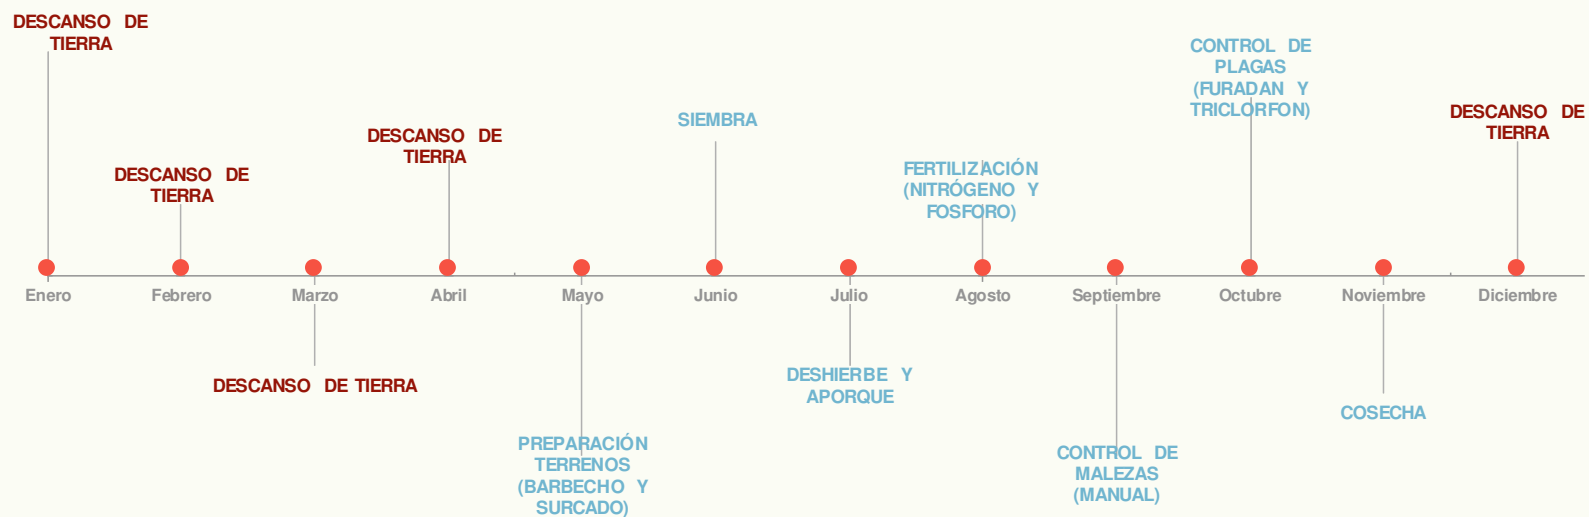 DESCANSO DE
TIERRA
DESCANSO DE
TIERRA
DESCANSO DE
TIERRA
SIEMBRA
FERTILIZACIÓN
(NITRÓGENO Y
FOSFORO)
CONTROL DE
PLAGAS
(FURADAN Y
TRICLORFON)
DESCANSO DE
TIERRA
Enero Febrero Marzo Abril Mayo Junio Julio Agosto Septiembre Octubre Noviembre Diciembre
DESCANSO DE TIERRA
PREPARACIÓN
TERRENOS
(BARBECHO Y
SURCADO)
DESHIERBE Y
APORQUE
CONTROL DE
MALEZAS
(MANUAL)
COSECHA